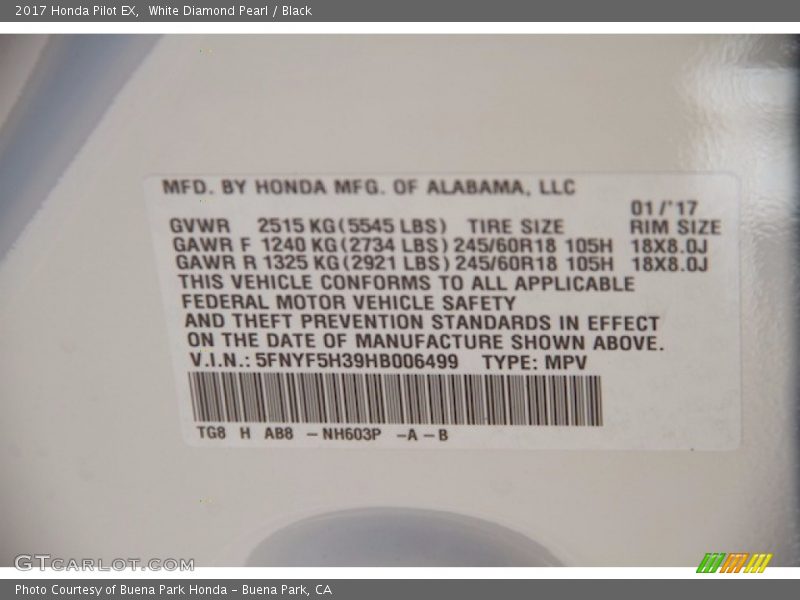 2017 Honda Pilot EX, White Diamond Pearl / Black
MFD. BY HONDA MFG. OF ALABAMA, LLC
01/'17
GVWR 2515 KG (5545 LBS) TIRE SIZE RIM SIZE
GAWR F 1240 KG (2734 LBS) 245/60R18 105H 18X8.0J
GAWR R 1325 KG (2921 LBS) 245/60R18 105H 18X8.0J
THIS VEHICLE CONFORMS TO ALL APPLICABLE
FEDERAL MOTOR VEHICLE SAFETY
AND THEFT PREVENTION STANDARDS IN EFFECT
ON THE DATE OF MANUFACTURE SHOWN ABOVE.
V.I.N.: 5FNYF5H39HB006499 TYPE: MPV
TG8 H AB8 -NH603P -A-B
GTCARLOT.COM
Photo Courtesy of Buena Park Honda - Buena Park, CA